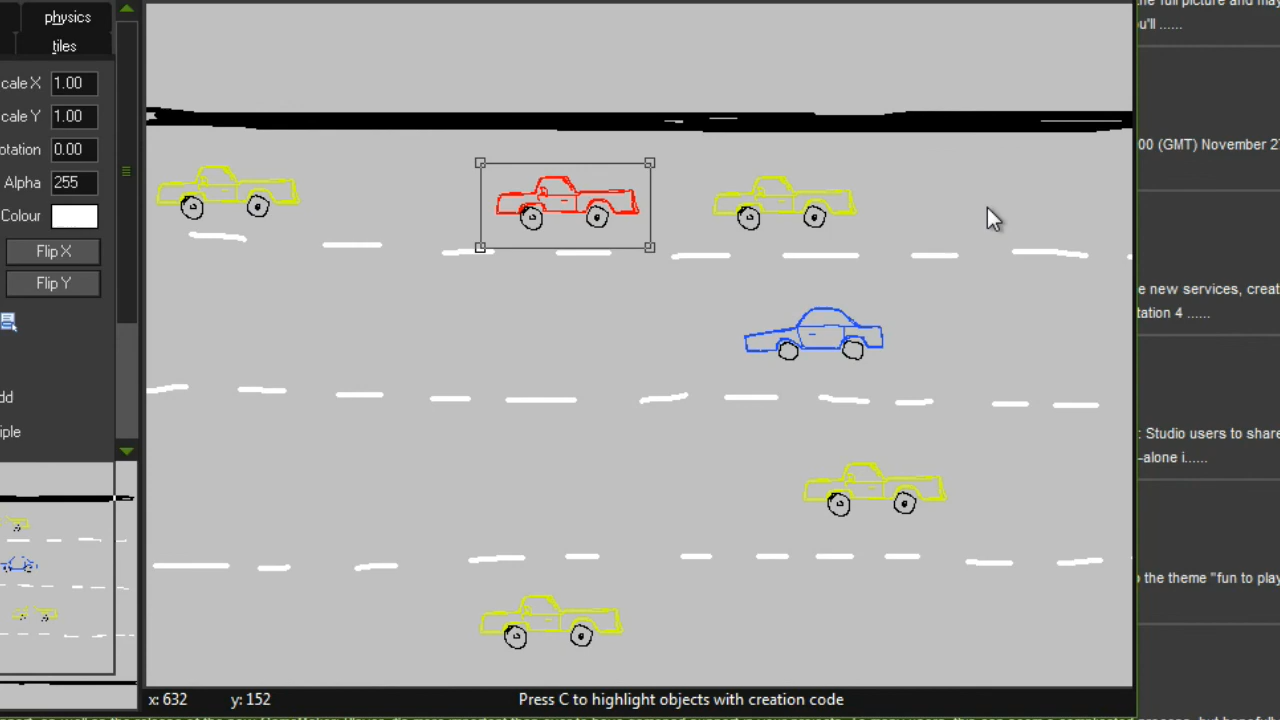 physics
tiles
cale X 1.00
cale Y 1.00
otation 0.00
Alpha 255
Colour
Flip X
Flip Y
dd
iple
x: 632 y: 152 Press C to highlight objects with creation code
u'll ......
00 (GMT) November 27
e new services, creat
tation 4 ......
: Studio users to share
-alone i......
the theme "fun to play